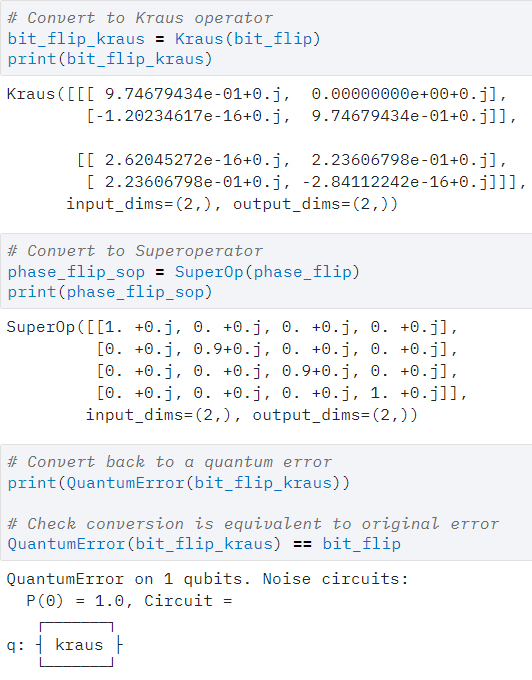 # Convert to Kraus operator
bit_flip_kraus = Kraus(bit_flip)
print(bit_flip_kraus)
Kraus([[[ 9.74679434e-01+0.j,  0.00000000e+00+0.j],
        [-1.20234617e-16+0.j,  9.74679434e-01+0.j]],
       [[ 2.62045272e-16+0.j,  2.23606798e-01+0.j],
        [ 2.23606798e-01+0.j, -2.84112242e-16+0.j]]],
      input_dims=(2,), output_dims=(2,))
# Convert to Superoperator
phase_flip_sop = SuperOp(phase_flip)
print(phase_flip_sop)
SuperOp([[1. +0.j, 0. +0.j, 0. +0.j, 0. +0.j],
         [0. +0.j, 0.9+0.j, 0. +0.j, 0. +0.j],
         [0. +0.j, 0. +0.j, 0.9+0.j, 0. +0.j],
         [0. +0.j, 0. +0.j, 0. +0.j, 1. +0.j]],
        input_dims=(2,), output_dims=(2,))
# Convert back to a quantum error
print(QuantumError(bit_flip_kraus))
# Check conversion is equivalent to original error
QuantumError(bit_flip_kraus) == bit_flip
QuantumError on 1 qubits. Noise circuits:
  P(0) = 1.0, Circuit =
   ┌───────┐
q: ┤ kraus ├
   └───────┘